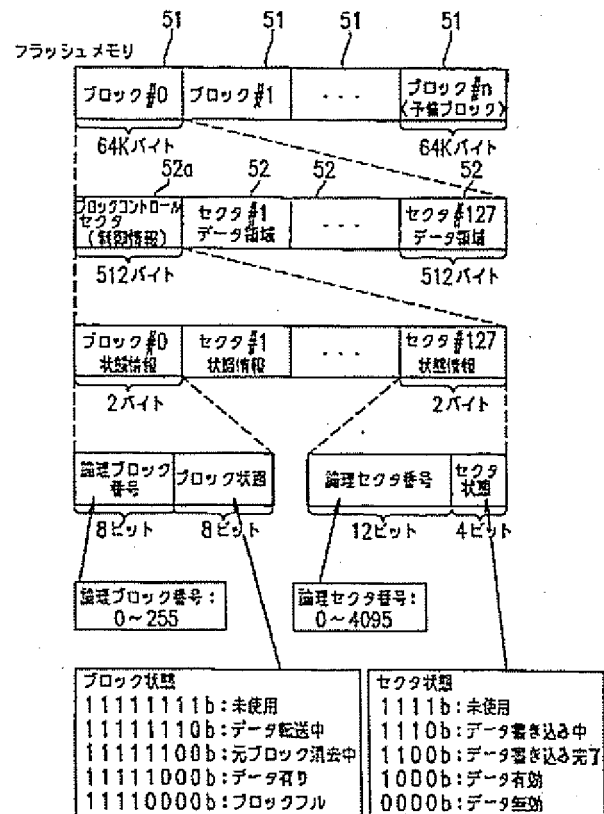 51 51 51 51
フラッシュメモリ
ブロック#0 ブロック#1 ... ブロック#n
(予備ブロック)
64Kバイト 64Kバイト
52a 52 52 52
ブロックコントロール
セクタ
(制御情報)
セクタ#1
データ領域
...
セクタ#127
データ領域
512バイト 512バイト
ブロック#0
状態情報
セクタ#1
状態情報
...
セクタ#127
状態情報
2バイト 2バイト
論理ブロック
番号
ブロック状態
論理セクタ番号
セクタ
状態
8ビット 8ビット 12ビット 4ビット
論理ブロック番号:
0~255
論理セクタ番号:
0~4095
ブロック状態
11111111b:未使用
11111110b:データ転送中
11111100b:元ブロック消去中
11111000b:データ有り
11110000b:ブロックフル
セクタ状態
1111b:未使用
1110b:データ書き込み中
1100b:データ書き込み完了
1000b:データ有効
0000b:データ無効